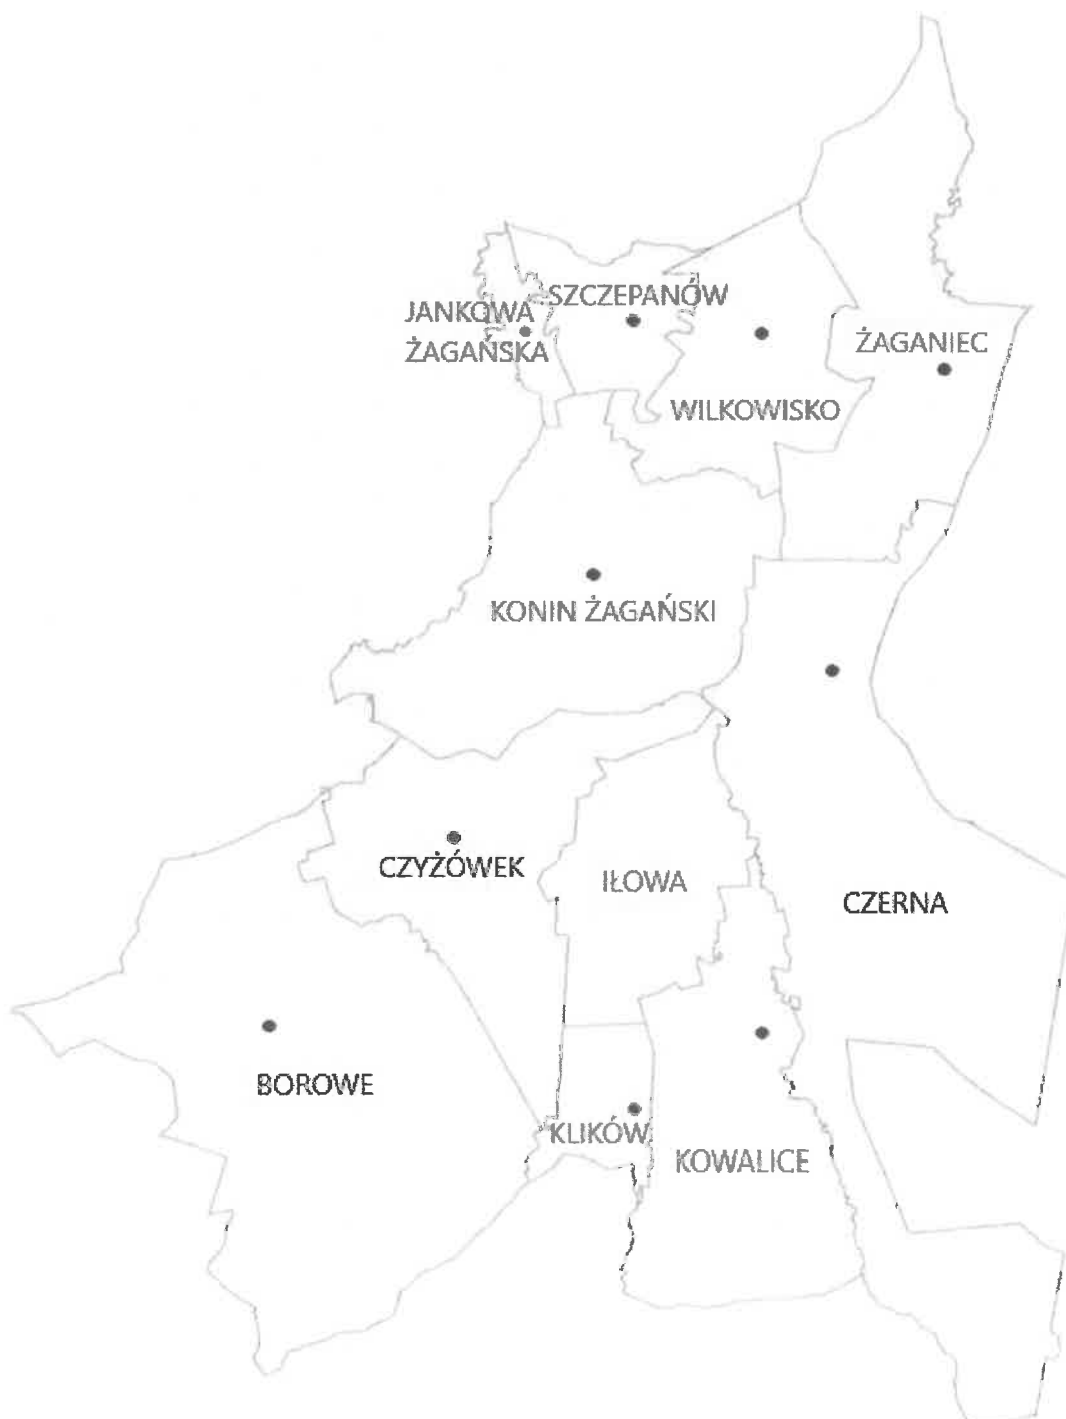 SZCZEPANÓW
JANKOWA
ŻAGAŃSKA
ŻAGANIEC
WILKOWISKO
KONIN ŻAGAŃSKI
CZYŻÓWEK
IŁOWA
CZERNA
BOROWE
KLIKÓW
KOWALICE